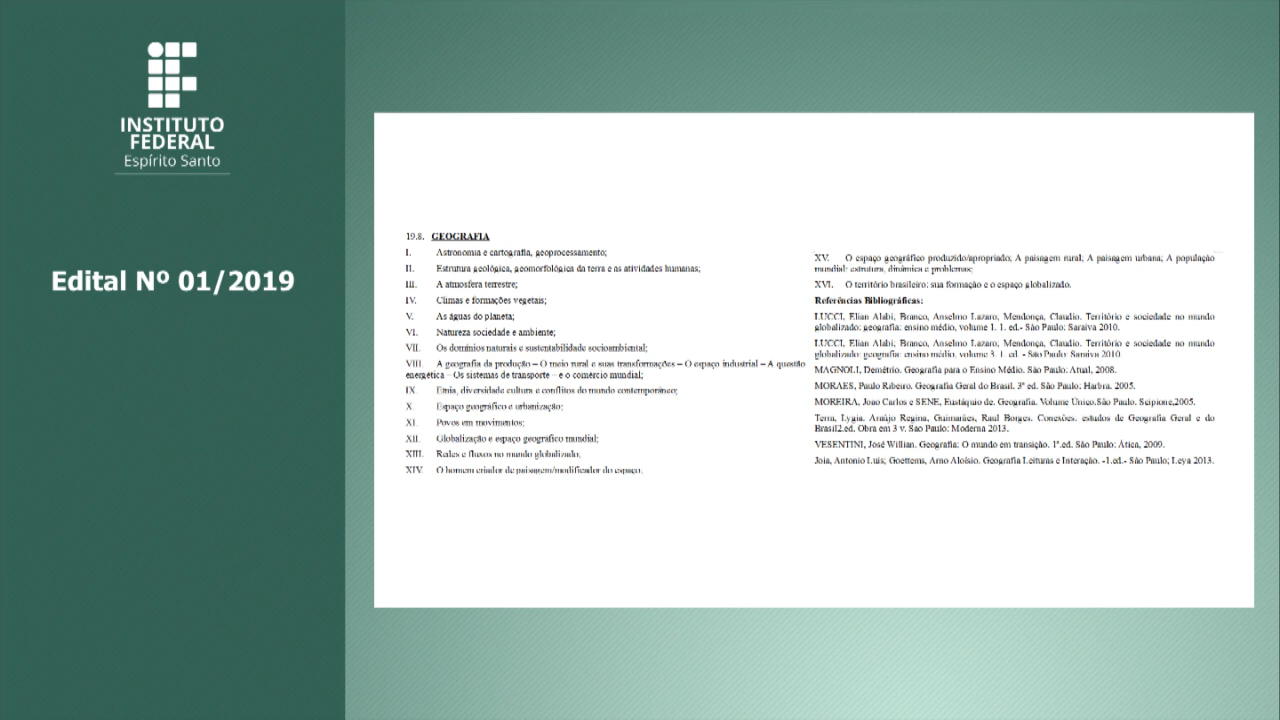 INSTITUTO
FEDERAL
Espírito Santo
Edital Nº 01/2019
19.8. GEOGRAFIA
I. Astronomia e cartografia, geoprocessamento;
II. Estrutura geológica, geomorfológica da terra e as atividades humanas;
III. A atmosfera terrestre;
IV. Climas e formações vegetais;
V. As águas do planeta;
VI. Natureza sociedade e ambiente;
VII. Os domínios naturais e sustentabilidade socioambiental;
VIII. A geografia da produção – O meio rural e suas transformações – O espaço industrial – A questão
energética – Os sistemas de transporte – e o comércio mundial;
IX. Etnia, diversidade cultura e conflitos do mundo contemporâneo;
X. Espaço geográfico e urbanização;
XI. Povos em movimentos;
XII. Globalização e espaço geográfico mundial;
XIII. Redes e fluxos no mundo globalizado;
XIV. O homem criador de paisagem/modificador do espaço;
XV. O espaço geográfico produzido/apropriado; A paisagem rural; A paisagem urbana; A população
mundial: estrutura, dinâmica e problemas;
XVI. O território brasileiro: sua formação e o espaço globalizado.
Referências Bibliográficas:
LUCCI, Elian Alabi, Branco, Anselmo Lazaro, Mendonça, Claudio. Território e sociedade no mundo
globalizado: geografia: ensino médio, volume 1. 1. ed.- São Paulo: Saraiva 2010.
LUCCI, Elian Alabi; Branco, Anselmo Lazaro, Mendonça, Claudio. Território e sociedade no mundo
globalizado: geografia: ensino médio, volume 3. 1. ed. - São Paulo: Saraiva 2010.
MAGNOLI, Demétrio. Geografia para o Ensino Médio. São Paulo: Atual, 2008.
MORAES, Paulo Ribeiro. Geografia Geral do Brasil. 3ª ed. São Paulo: Harbra. 2005.
MOREIRA, Joao Carlos e SENE, Eustáquio de. Geografia. Volume Único.São Paulo. Scipione,2005.
Terra, Lygia. Araújo Regina, Guimarães, Raul Borges. Conexões. estudos de Geografia Geral e do
Brasil2.ed. Obra em 3 v. Sao Paulo: Moderna 2013.
VESENTINI, José Willian. Geografia: O mundo em transição. 1ª.ed. São Paulo: Ática, 2009.
Joia, Antonio Luis; Goettems, Arno Aloísio. Geografia Leituras e Interação. -1.ed.- São Paulo; Leya 2013.